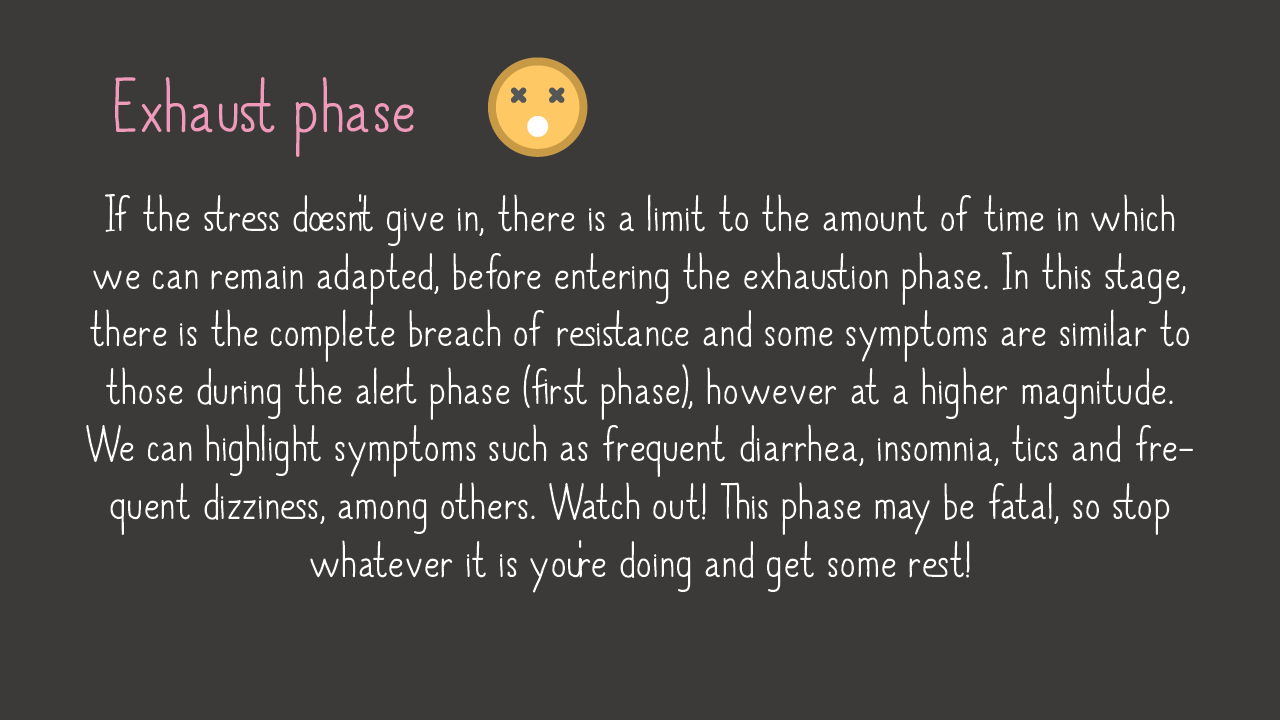 Exhaust phase
If the stress doesn't give in, there is a limit to the amount of time in which
we can remain adapted, before entering the exhaustion phase. In this stage,
there is the complete breach of resistance and some symptoms are similar to
those during the alert phase (first phase), however at a higher magnitude.
We can highlight symptoms such as frequent diarrhea, insomnia, tics and fre-
quent dizziness, among others. Watch out! This phase may be fatal, so stop
whatever it is you're doing and get some rest!